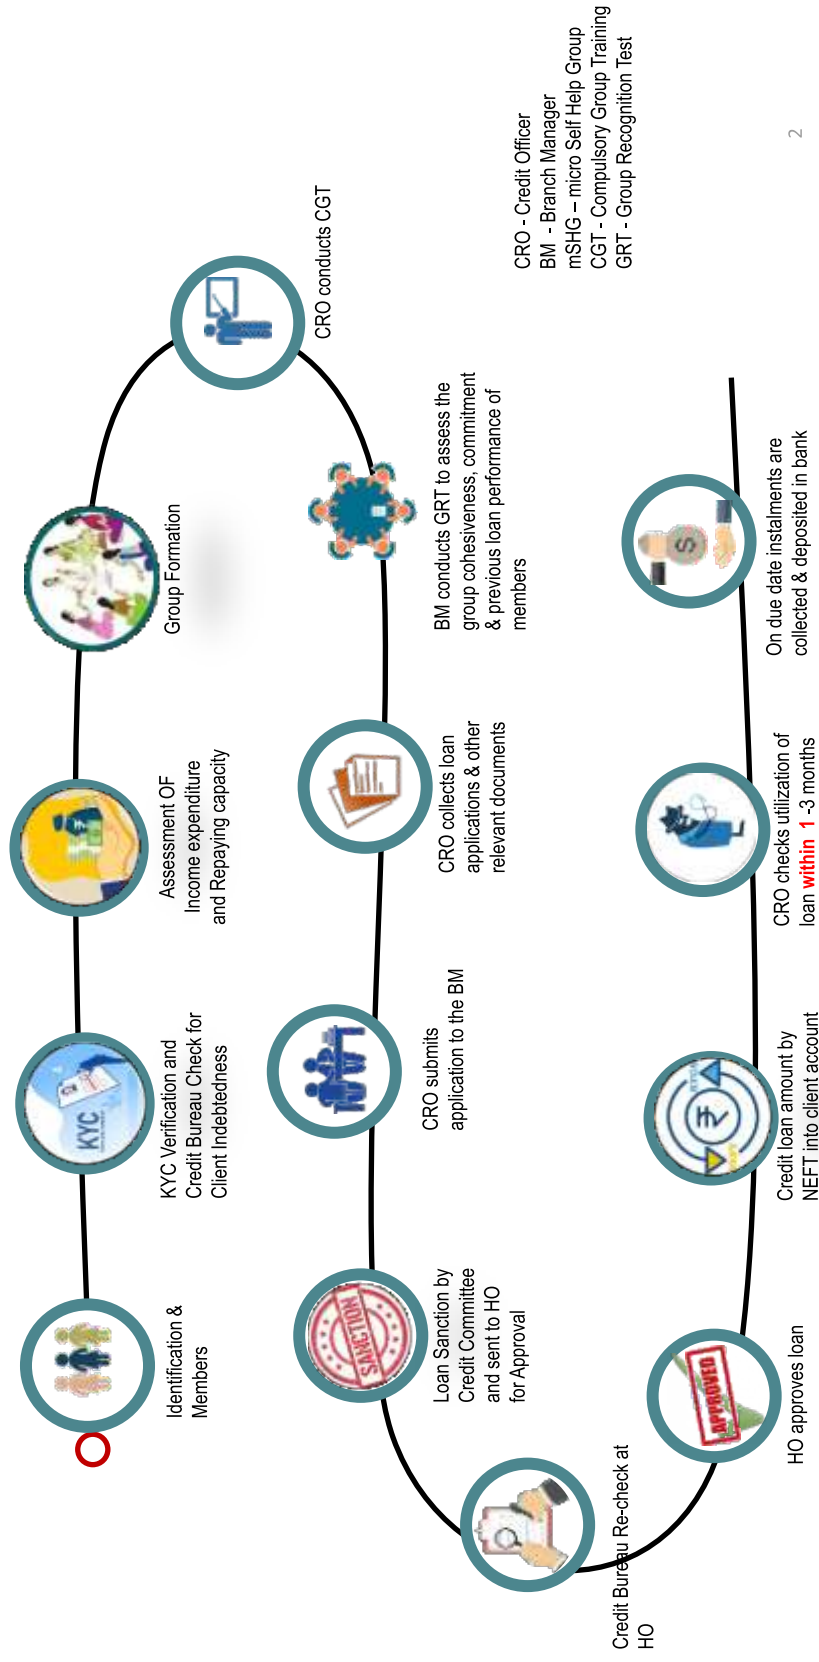 Identification &
Members
KYC
KYC Verification and
Credit Bureau Check for
Client Indebtedness
Assessment OF
Income expenditure
and Repaying capacity
Group Formation
CRO conducts CGT
BM conducts GRT to assess the
group cohesiveness, commitment
& previous loan performance of
members
CRO collects loan
applications & other
relevant documents
CRO submits
application to the BM
SANCTION
Loan Sanction by
Credit Committee
and sent to HO
for Approval
Credit Bureau Re-check at
HO
APPROVED
HO approves loan
₹
Credit loan amount by
NEFT into client account
CRO checks utilization of
loan within 1 -3 months
$
On due date instalments are
collected & deposited in bank
CRO - Credit Officer
BM - Branch Manager
mSHG – micro Self Help Group
CGT - Compulsory Group Training
GRT - Group Recognition Test
2